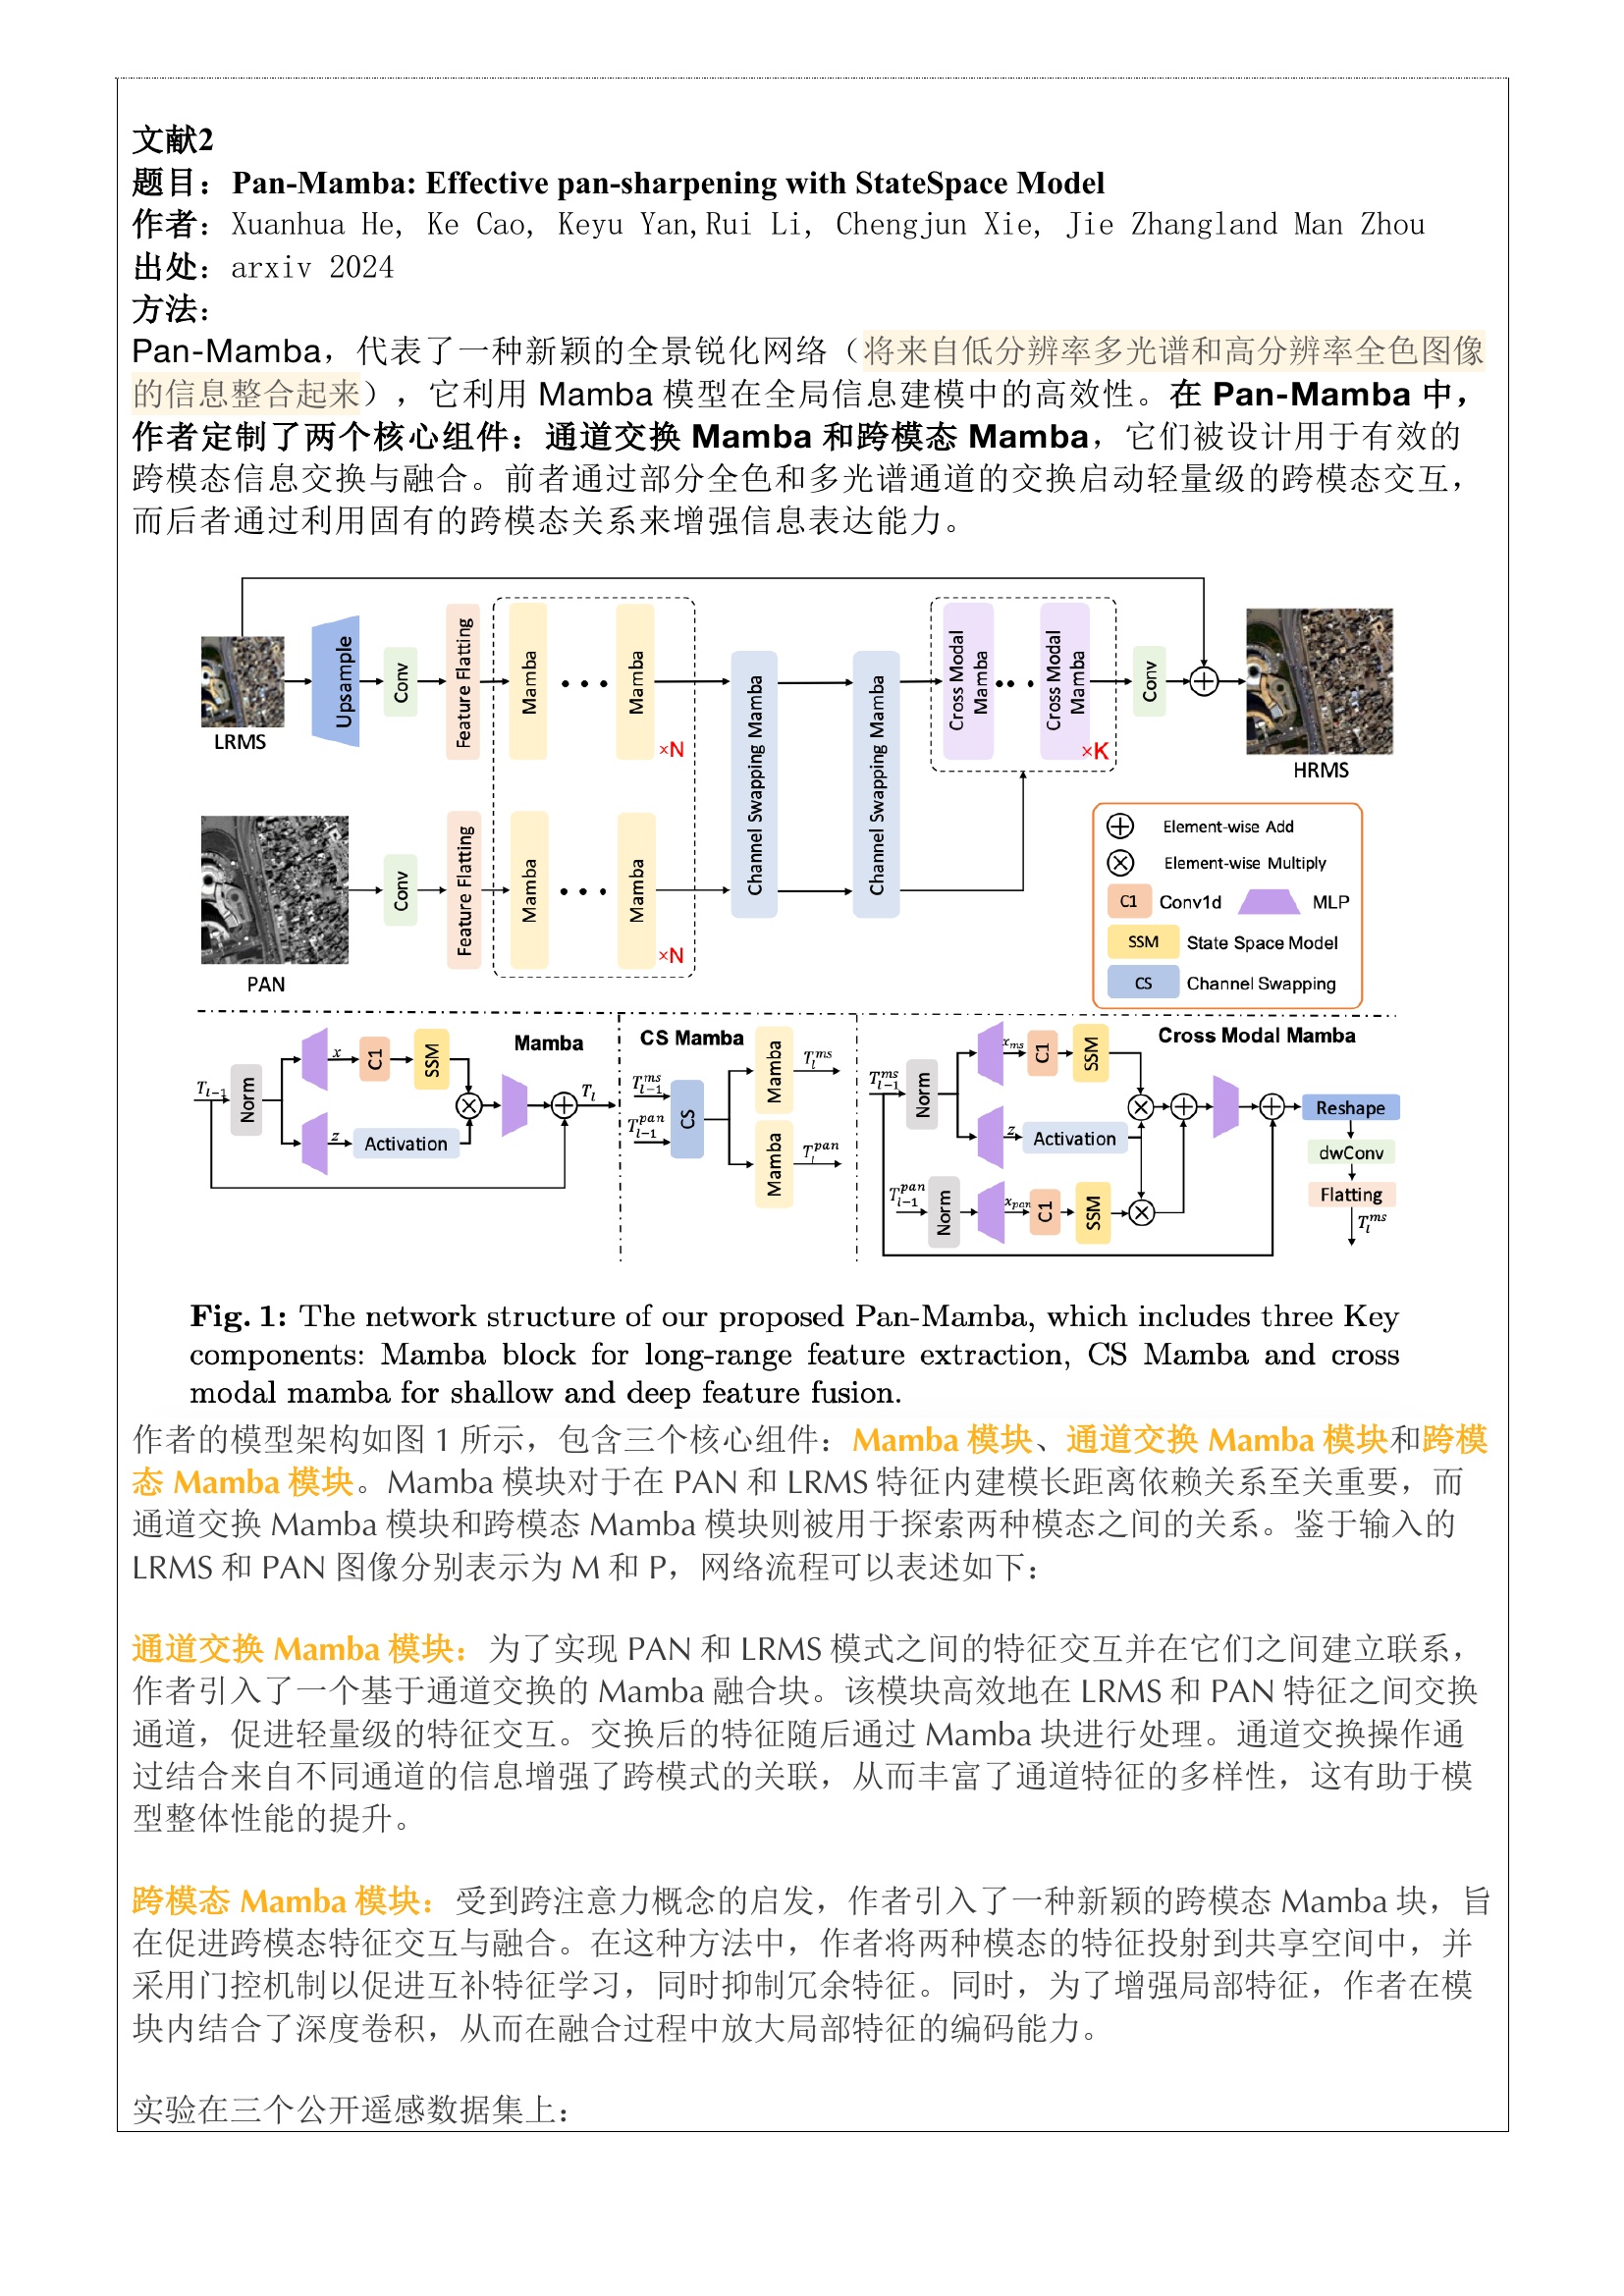 文献2
题目：Pan-Mamba: Effective pan-sharpening with StateSpace Model
作者：Xuanhua He, Ke Cao, Keyu Yan,Rui Li, Chengjun Xie, Jie Zhangland Man Zhou
出处：arxiv 2024
方法：
Pan-Mamba，代表了一种新颖的全景锐化网络（将来自低分辨率多光谱和高分辨率全色图像
的信息整合起来），它利用 Mamba 模型在全局信息建模中的高效性。在 Pan-Mamba 中，
作者定制了两个核心组件：通道交换 Mamba 和跨模态 Mamba，它们被设计用于有效的
跨模态信息交换与融合。前者通过部分全色和多光谱通道的交换启动轻量级的跨模态交互，
而后者通过利用固有的跨模态关系来增强信息表达能力。
LRMS
Upsample
Conv
Feature Flatting
Mamba
Mamba
×N
Channel Swapping Mamba
Channel Swapping Mamba
Cross Modal
Mamba
Cross Modal
Mamba
×K
Conv
HRMS
PAN
Conv
Feature Flatting
Mamba
Mamba
×N
Element-wise Add
Element-wise Multiply
C1 Conv1d MLP
SSM State Space Model
CS Channel Swapping
Mamba
T_{l-1}
Norm
x
C1
SSM
z
Activation
T_l
CS Mamba
T_{l-1}^{ms}
T_{l-1}^{pan}
CS
Mamba
Mamba
T_l^{ms}
T_l^{pan}
Cross Modal Mamba
T_{l-1}^{ms}
Norm
x_{ms}
C1
SSM
z
Activation
T_{l-1}^{pan}
Norm
x_{pan}
C1
SSM
Reshape
dwConv
Flatting
T_l^{ms}
Fig. 1: The network structure of our proposed Pan-Mamba, which includes three Key
components: Mamba block for long-range feature extraction, CS Mamba and cross
modal mamba for shallow and deep feature fusion.
作者的模型架构如图 1 所示，包含三个核心组件：Mamba 模块、通道交换 Mamba 模块和跨模
态 Mamba 模块。Mamba 模块对于在 PAN 和 LRMS 特征内建模长距离依赖关系至关重要，而
通道交换 Mamba 模块和跨模态 Mamba 模块则被用于探索两种模态之间的关系。鉴于输入的
LRMS 和 PAN 图像分别表示为 M 和 P，网络流程可以表述如下：
通道交换 Mamba 模块：为了实现 PAN 和 LRMS 模式之间的特征交互并在它们之间建立联系，
作者引入了一个基于通道交换的 Mamba 融合块。该模块高效地在 LRMS 和 PAN 特征之间交换
通道，促进轻量级的特征交互。交换后的特征随后通过 Mamba 块进行处理。通道交换操作通
过结合来自不同通道的信息增强了跨模式的关联，从而丰富了通道特征的多样性，这有助于模
型整体性能的提升。
跨模态 Mamba 模块：受到跨注意力概念的启发，作者引入了一种新颖的跨模态 Mamba 块，旨
在促进跨模态特征交互与融合。在这种方法中，作者将两种模态的特征投射到共享空间中，并
采用门控机制以促进互补特征学习，同时抑制冗余特征。同时，为了增强局部特征，作者在模
块内结合了深度卷积，从而在融合过程中放大局部特征的编码能力。
实验在三个公开遥感数据集上：